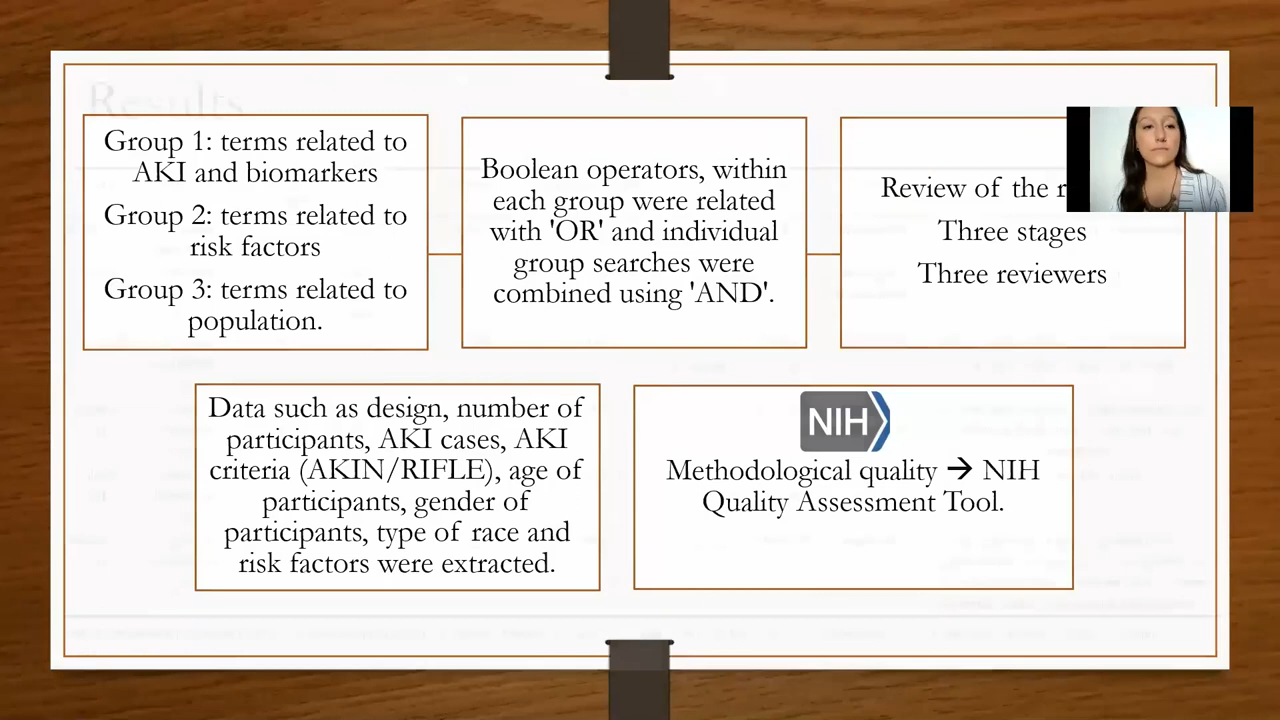 Results
Group 1: terms related to
AKI and biomarkers
Group 2: terms related to
risk factors
Group 3: terms related to
population.
Boolean operators, within
each group were related
with 'OR' and individual
group searches were
combined using 'AND'.
Review of the
Three stages
Three reviewers
Data such as design, number of
participants, AKI cases, AKI
criteria (AKIN/RIFLE), age of
participants, gender of
participants, type of race and
risk factors were extracted.
NIH
Methodological quality → NIH
Quality Assessment Tool.